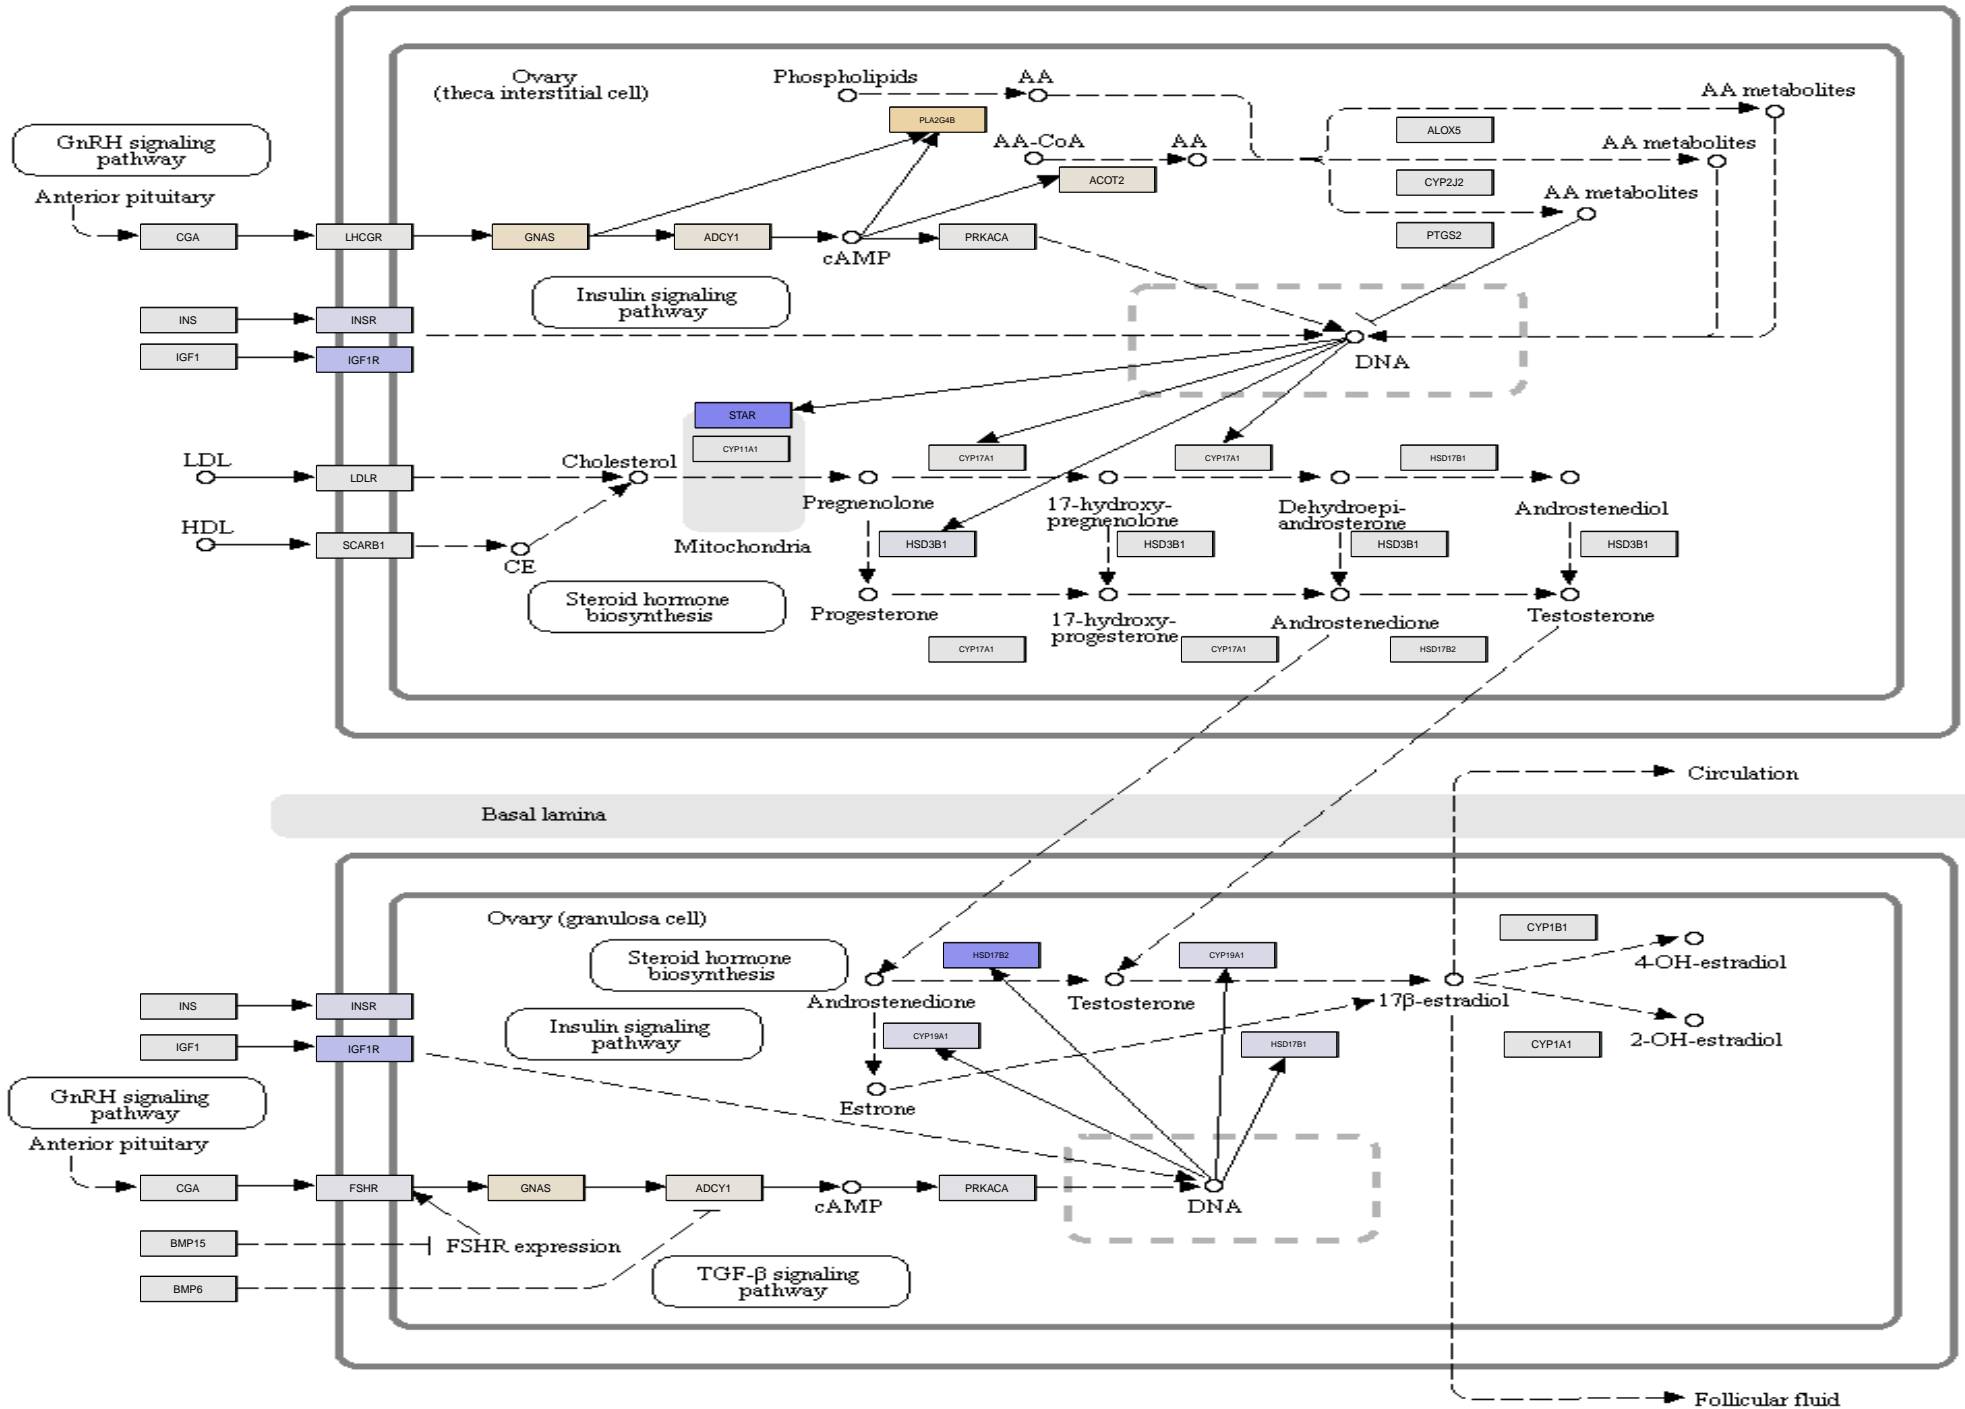 Ovary
(theca interstitial cell)
Phospholipids
AA
AA metabolites
PLA2G4B
ALOX5
GnRH signaling
pathway
AA-CoA
AA
AA metabolites
ACOT2
CYP2J2
Anterior pituitary
AA metabolites
CGA
LHCGR
GNAS
ADCY1
cAMP
PRKACA
PTGS2
Insulin signaling
pathway
INS
INSR
IGF1
IGF1R
DNA
STAR
CYP11A1
CYP17A1
CYP17A1
HSD17B1
LDL
LDLR
Cholesterol
Pregnenolone
17-hydroxy-
pregnenolone
Dehydroepi-
androsterone
Androstenediol
HDL
SCARB1
CE
Mitochondria
HSD3B1
HSD3B1
HSD3B1
HSD3B1
Steroid hormone
biosynthesis
Progesterone
17-hydroxy-
progesterone
Androstenedione
Testosterone
CYP17A1
CYP17A1
HSD17B2
Circulation
Basal lamina
Ovary (granulosa cell)
Steroid hormone
biosynthesis
HSD17B2
CYP19A1
CYP1B1
4-OH-estradiol
Androstenedione
Testosterone
17β-estradiol
INS
INSR
Insulin signaling
pathway
CYP19A1
HSD17B1
CYP1A1
2-OH-estradiol
IGF1
IGF1R
GnRH signaling
pathway
Estrone
Anterior pituitary
CGA
FSHR
GNAS
ADCY1
cAMP
PRKACA
DNA
BMP15
FSHR expression
BMP6
TGF-β signaling
pathway
Follicular fluid